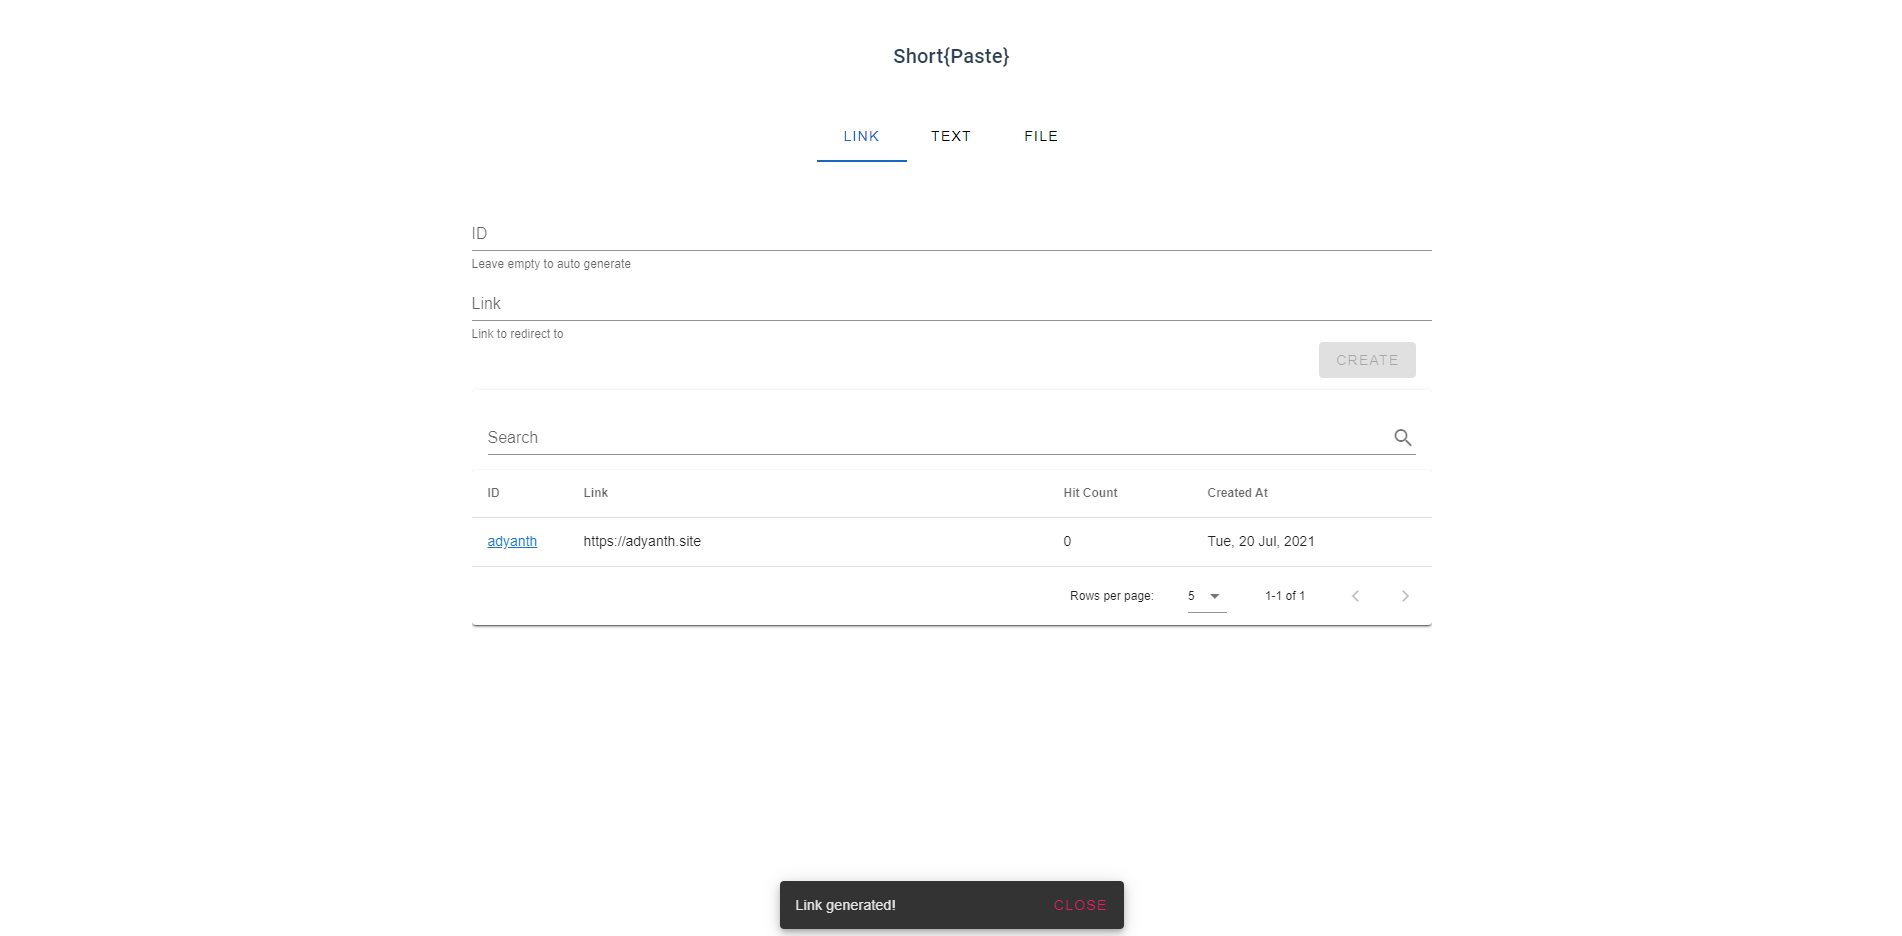 Short{Paste}
LINK TEXT FILE
ID
Leave empty to auto generate
Link
Link to redirect to
CREATE
Search
ID Link Hit Count Created At
adyanth https://adyanth.site 0 Tue, 20 Jul, 2021
Rows per page: 5 1-1 of 1
Link generated! CLOSE